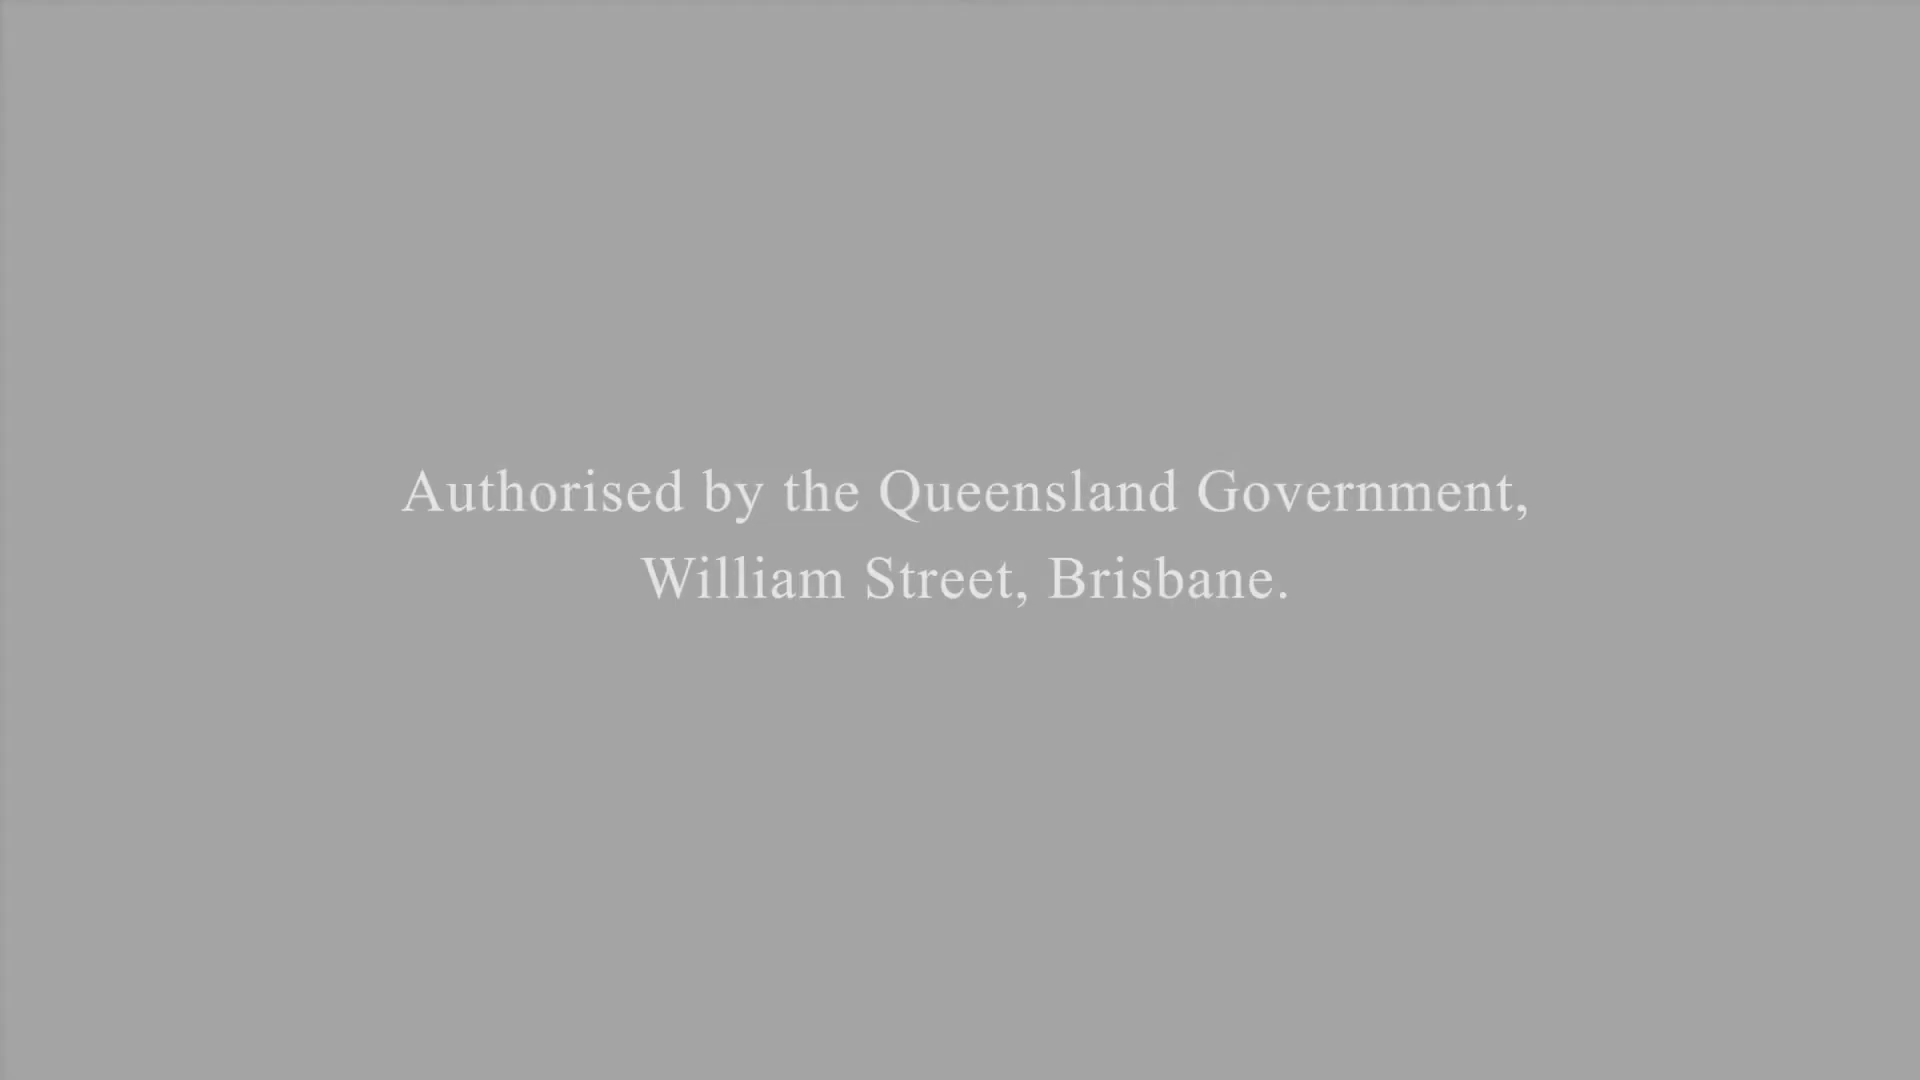 Authorised by the Queensland Government,
William Street, Brisbane.